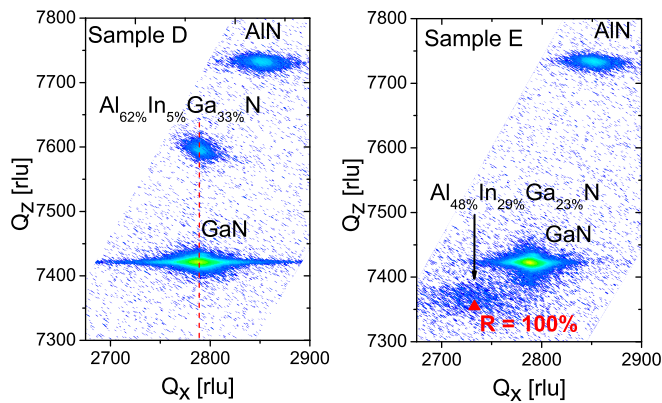 Sample D
AlN
Al62%In5%Ga33%N
GaN
7800
7700
7600
7500
7400
7300
QZ [rlu]
2700
2800
2900
QX [rlu]
Sample E
AlN
Al48%In29%Ga23%N
GaN
R = 100%
7800
7700
7600
7500
7400
7300
QZ [rlu]
2700
2800
2900
QX [rlu]